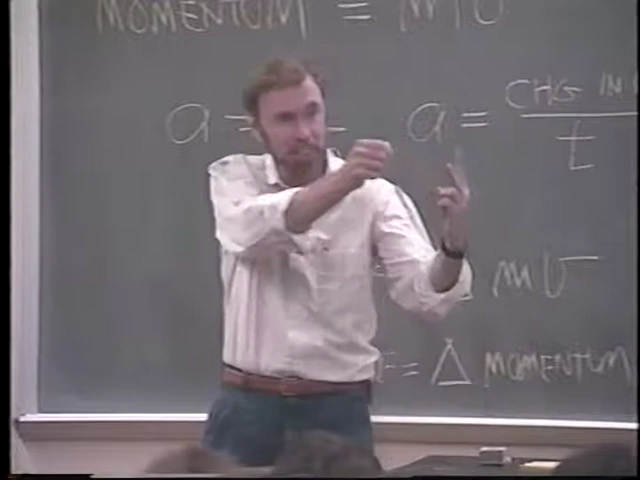 MOMENTUM = mv
a = a = CHG IN
t
mv
= Δ MOMENTUM